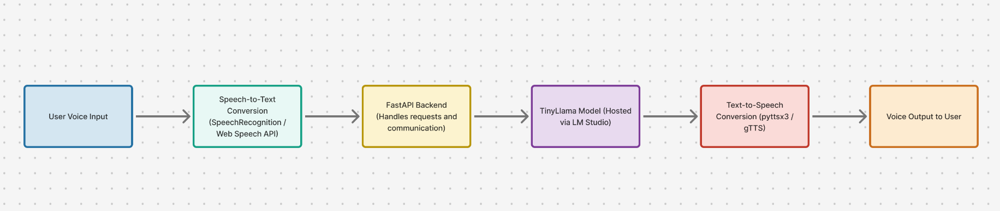 User Voice Input
Speech-to-Text
Conversion
(SpeechRecognition /
Web Speech API)
FastAPI Backend
(Handles requests and
communication)
TinyLlama Model (Hosted
via LM Studio)
Text-to-Speech
Conversion (pyttsx3 /
gTTS)
Voice Output to User